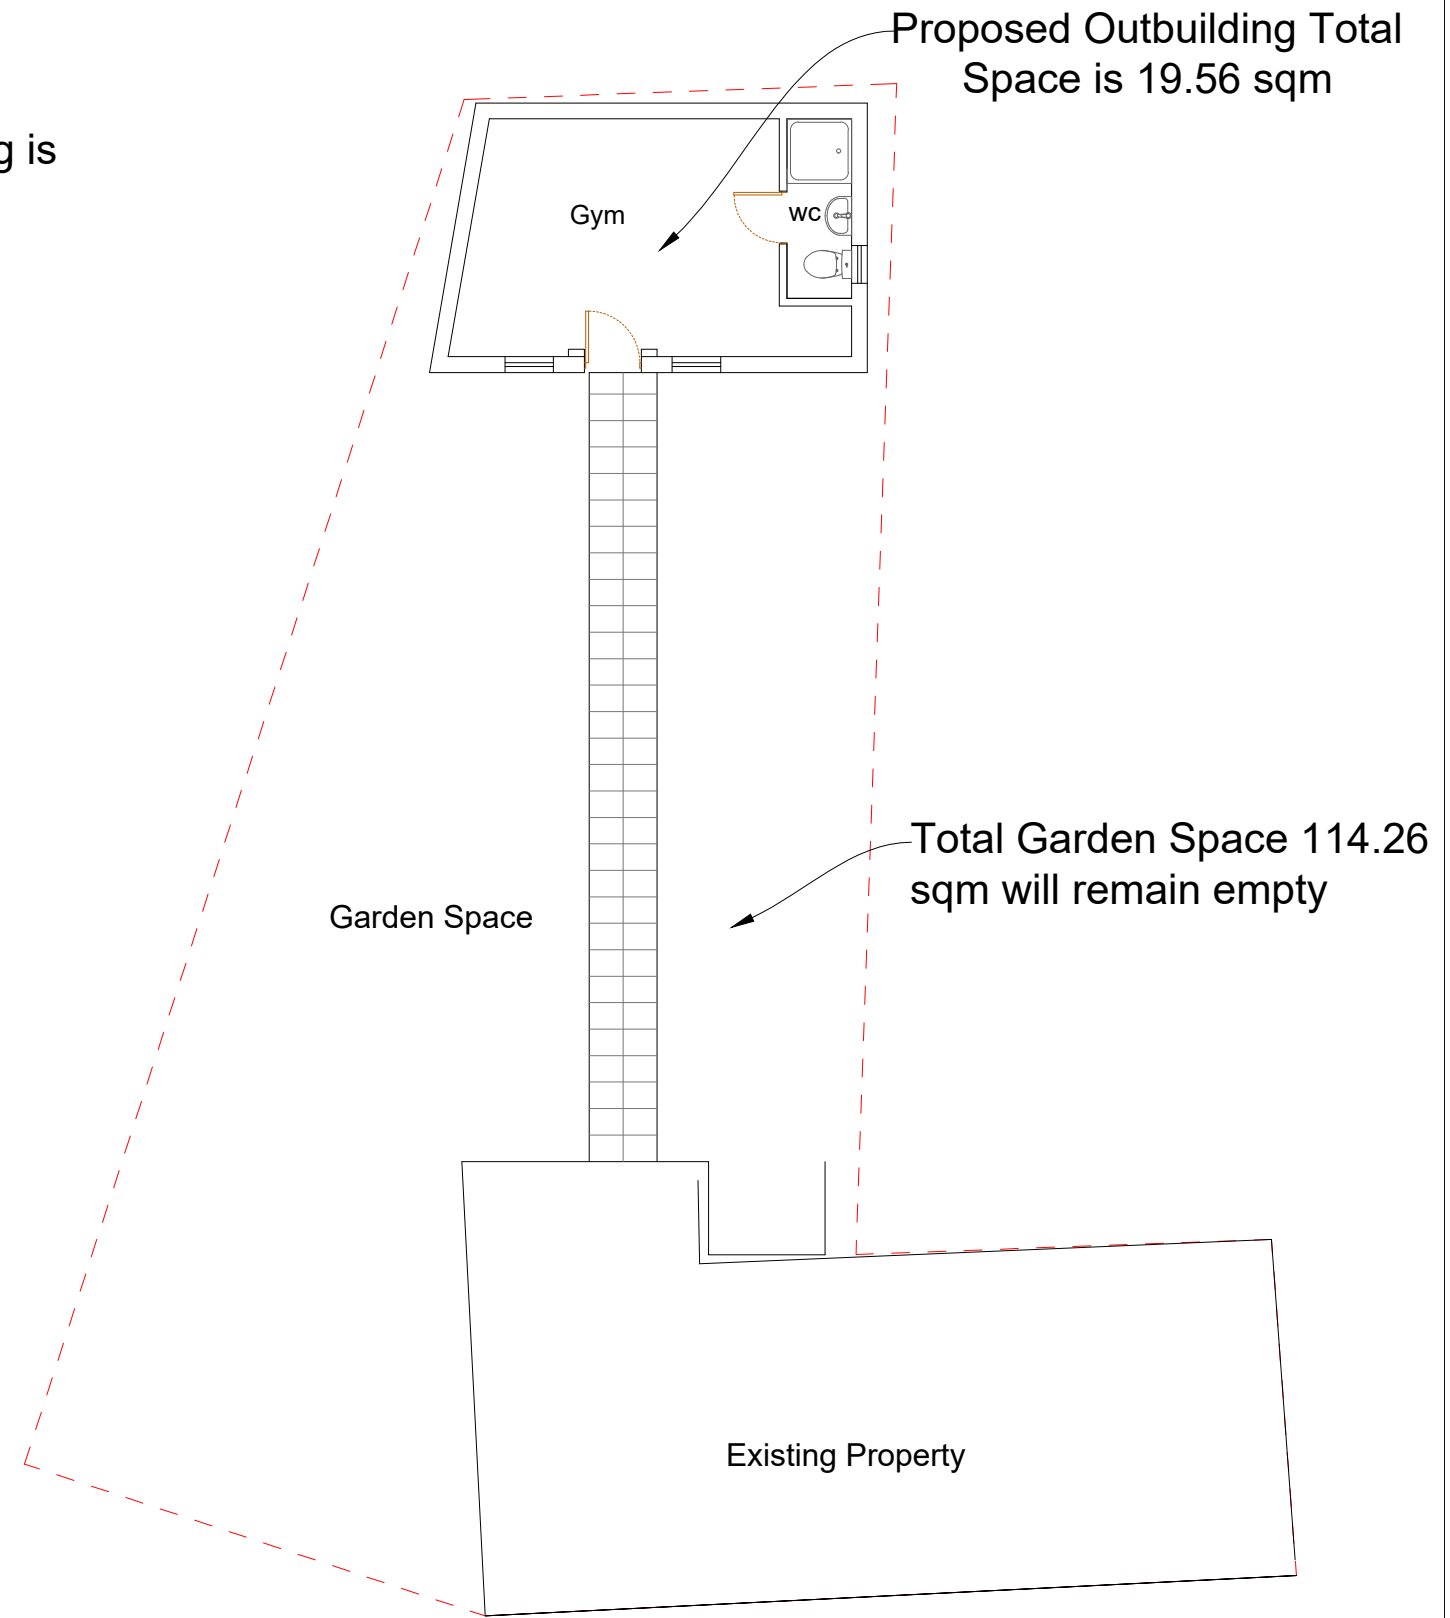 Proposed Outbuilding Total
Space is 19.56 sqm
g is
Gym
wc
Total Garden Space 114.26
sqm will remain empty
Garden Space
Existing Property